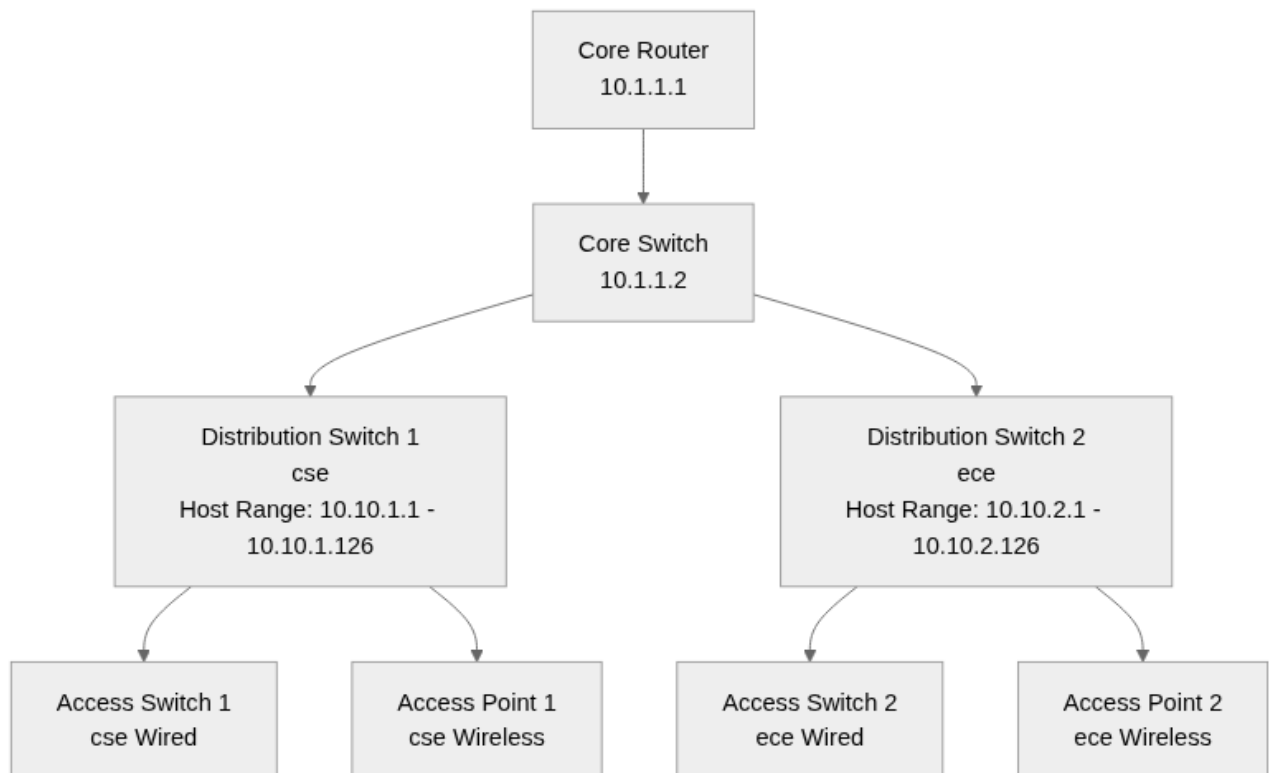 Core Router
10.1.1.1
Core Switch
10.1.1.2
Distribution Switch 1
cse
Host Range: 10.10.1.1 -
10.10.1.126
Distribution Switch 2
ece
Host Range: 10.10.2.1 -
10.10.2.126
Access Switch 1
cse Wired
Access Point 1
cse Wireless
Access Switch 2
ece Wired
Access Point 2
ece Wireless